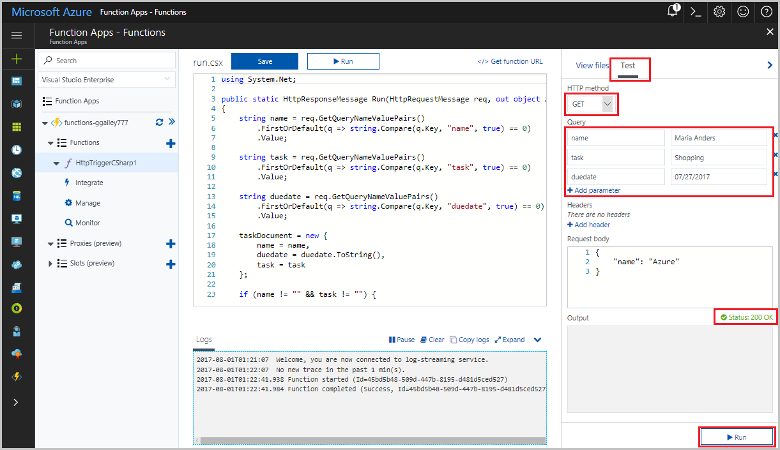 Microsoft Azure Function Apps - Functions
1
Function Apps - Functions
Function Apps
Search
Visual Studio Enterprise
Function Apps
functions-ggailey777
Functions
HttpTriggerCSharp1
Integrate
Manage
Monitor
Proxies (preview)
Slots (preview)
run.csx Save Run </> Get function URL
1 using System.Net;
2
3 public static HttpResponseMessage Run(HttpRequestMessage req, out object
4 {
5 string name = req.GetQueryNameValuePairs()
6 .FirstOrDefault(q => string.Compare(q.Key, "name", true) == 0)
7 .Value;
8
9 string task = req.GetQueryNameValuePairs()
10 .FirstOrDefault(q => string.Compare(q.Key, "task", true) == 0)
11 .Value;
12
13 string duedate = req.GetQueryNameValuePairs()
14 .FirstOrDefault(q => string.Compare(q.Key, "duedate", true) == 0)
15 .Value;
16
17 taskDocument = new {
18 name = name,
19 duedate = duedate.ToString(),
20 task = task
21 };
22
23 if (name != "" && task != "") {
Logs Pause Clear Copy logs Expand
2017-08-01T01:21:07 Welcome, you are now connected to log-streaming service.
2017-08-01T01:22:07 No new trace in the past 1 min(s).
2017-08-01T01:22:41.938 Function started (Id=45bd5b48-509d-447b-8195-d481d5ced527)
2017-08-01T01:22:41.984 Function completed (Success, Id=45bd5b48-509d-447b-8195-d481d5ced527
View files Test
HTTP method
GET
Query
name Maria Anders
task Shopping
duedate 07/27/2017
Add parameter
Headers
There are no headers
Add header
Request body
1 {
2 "name": "Azure"
3 }
Output Status: 200 OK
Run